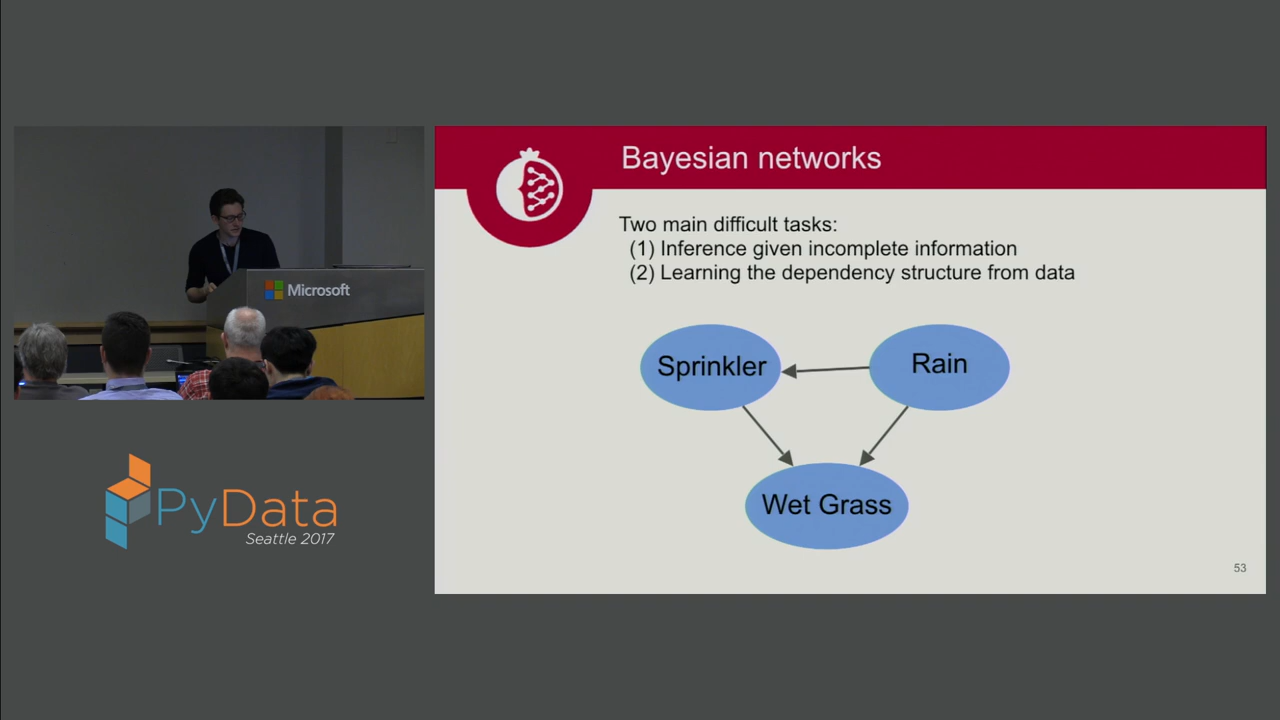 Bayesian networks
Two main difficult tasks:
(1) Inference given incomplete information
(2) Learning the dependency structure from data
Sprinkler
Rain
Wet Grass
53
Microsoft
PyData
Seattle 2017